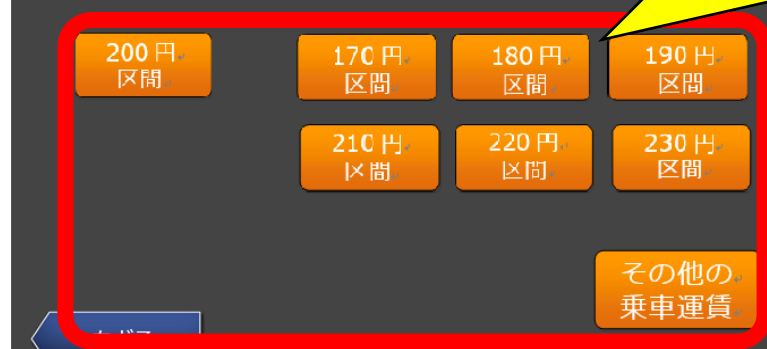 200円
区間
170円
区間
180円
区間
190円
区間
210円
区間
220円
区間
230円
区間
その他の
乗車運賃